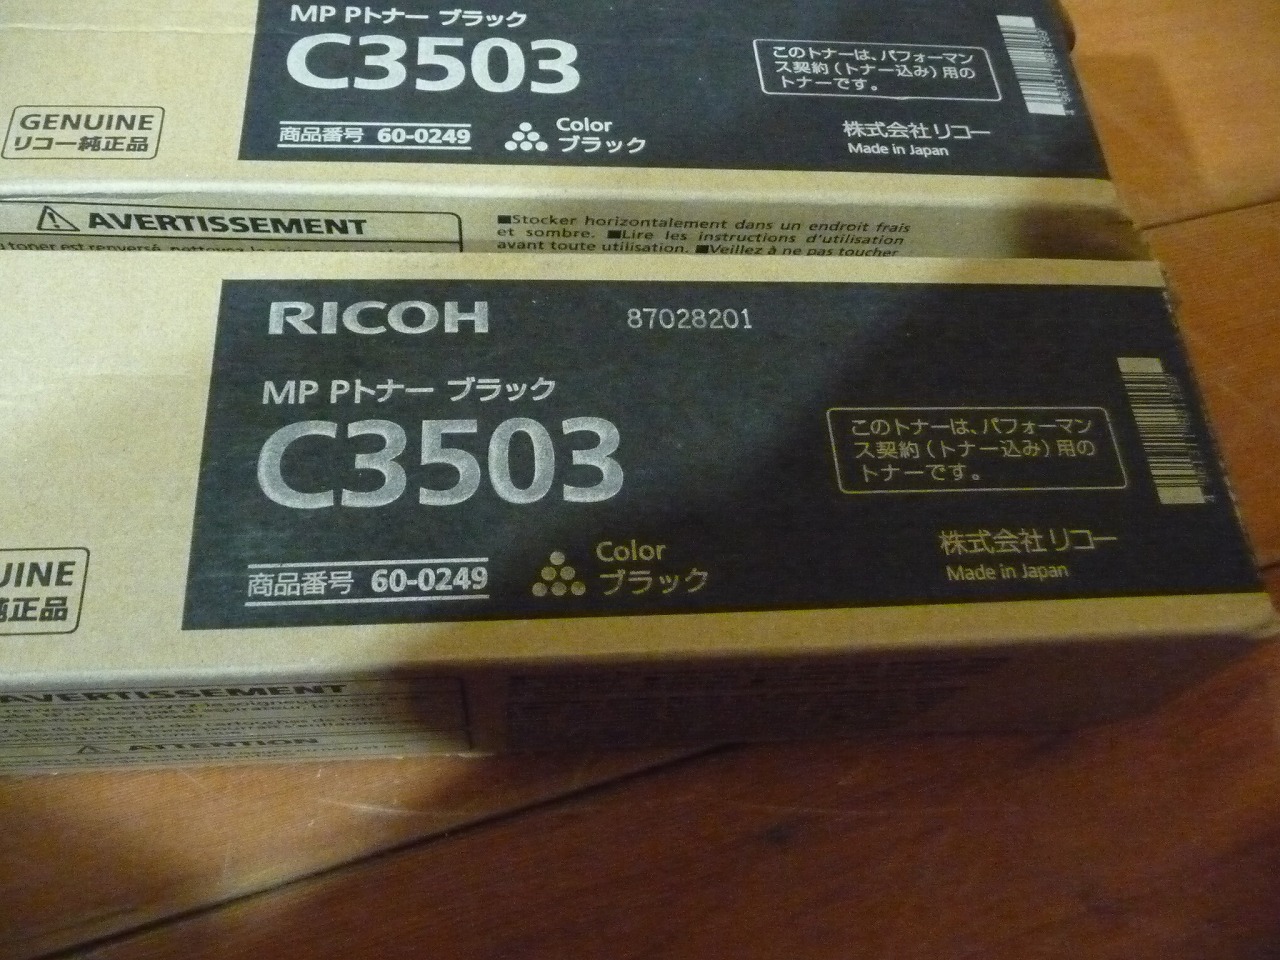 MP Pトナー ブラック
C3503
このトナーは、パフォーマン
ス契約（トナー込み）用の
トナーです。
GENUINE
リコー純正品
商品番号 60-0249
Color
ブラック
株式会社リコー
Made in Japan
AVERTISSEMENT
toner est renversé,
■Stocker horizontalement dans un endroit frais
et sombre. ■Lire les instructions d'utilisation
avant toute utilisation. ■Veillez à ne pas toucher
RICOH
87028201
MP Pトナー ブラック
C3503
このトナーは、パフォーマン
ス契約（トナー込み）用の
トナーです。
UINE
純正品
商品番号 60-0249
Color
ブラック
株式会社リコー
Made in Japan
AVERTISSEMENT
ATTENTION